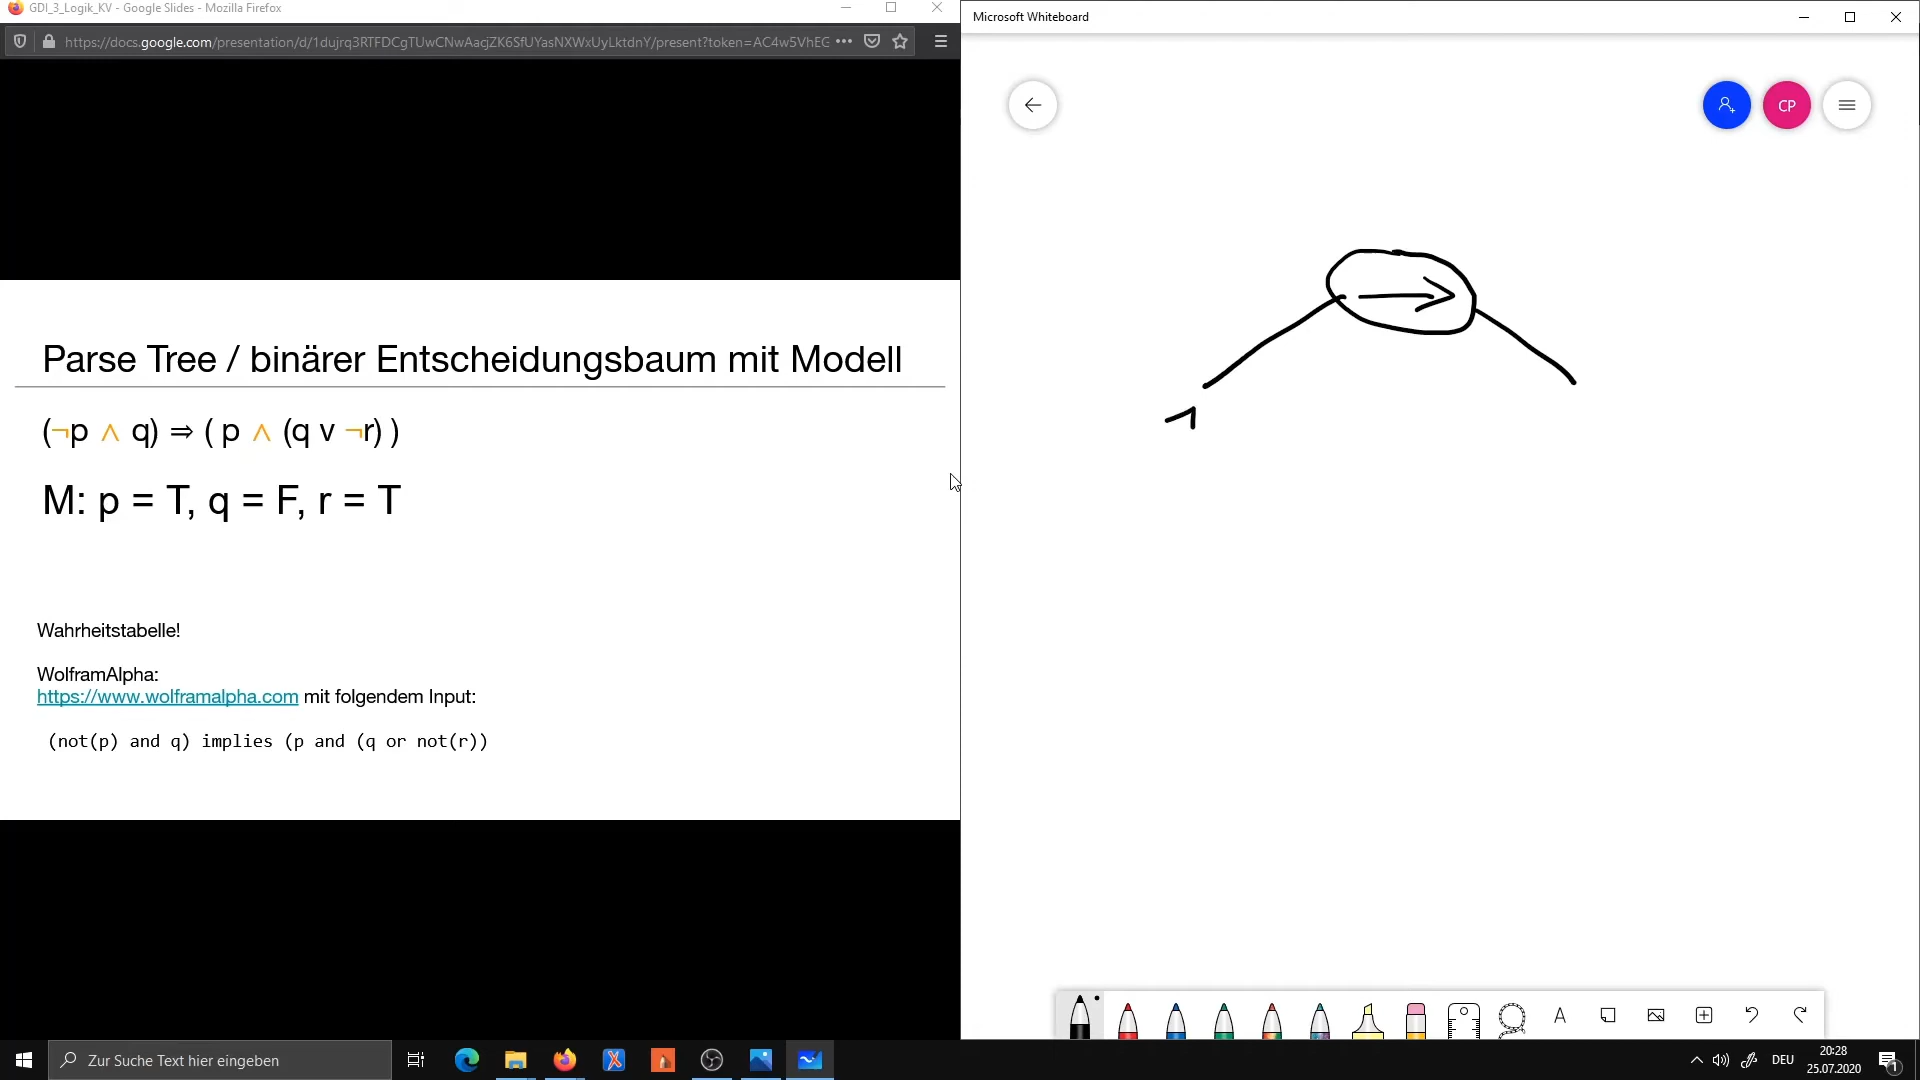 GDI_3_Logik_KV - Google Slides - Mozilla Firefox
https://docs.google.com/presentation/d/1dujrq3RTFDCgTUwCNwAacjZK6SfUYasNXWxUyLktdnY/present?token=AC4w5VhEG
Parse Tree / binärer Entscheidungsbaum mit Modell
(¬p ∧ q) ⇒ ( p ∧ (q v ¬r) )
M: p = T, q = F, r = T
Wahrheitstabelle!
WolframAlpha:
https://www.wolframalpha.com mit folgendem Input:
(not(p) and q) implies (p and (q or not(r))
Microsoft Whiteboard
CP
→
Zur Suche Text hier eingeben
DEU
20:28
25.07.2020
1